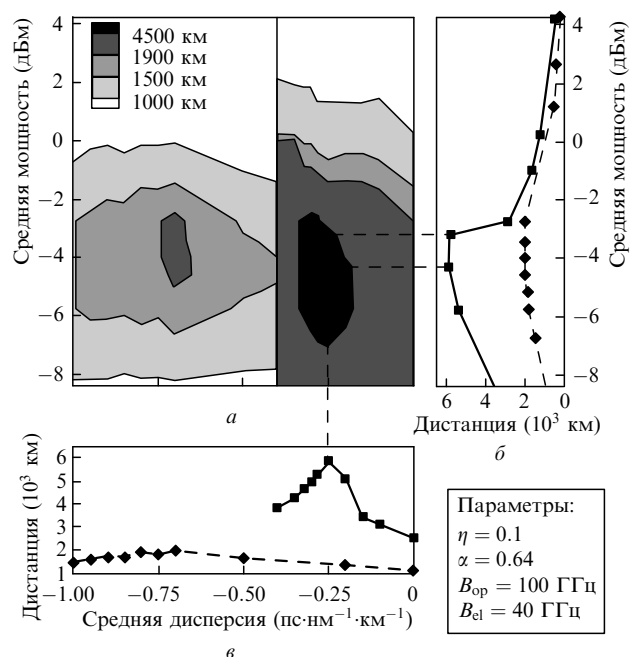 4
2
0
−2
−4
−6
−8
Средняя мощность (дБм)
4500 км
1900 км
1500 км
1000 км
а
4
2
0
−2
−4
−6
−8
Средняя мощность (дБм)
6 4 2 0
Дистанция (10³ км)
б
6
5
4
3
2
1
Дистанция (10³ км)
−1.00 −0.75 −0.50 −0.25 0
Средняя дисперсия (пс·нм⁻¹·км⁻¹)
в
Параметры:
η = 0.1
α = 0.64
Bop = 100 ГГц
Bel = 40 ГГц